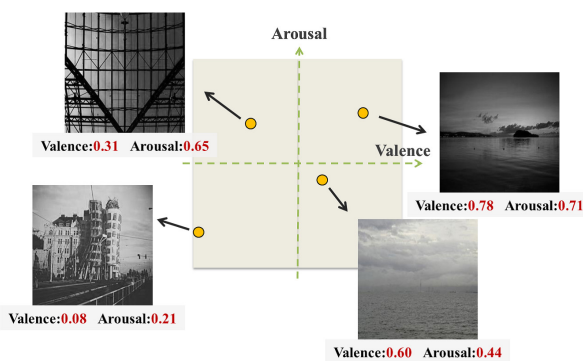 Arousal
Valence
Valence:0.31 Arousal:0.65
Valence:0.78 Arousal:0.71
Valence:0.08 Arousal:0.21
Valence:0.60 Arousal:0.44